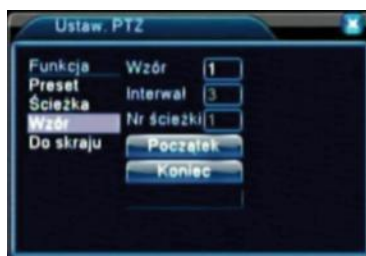 Ustaw. PTZ
Funkcja
Preset
Ścieżka
Wzór
Do skraju
Wzór 1
Interwał 3
Nr ścieżki 1
Początek
Koniec